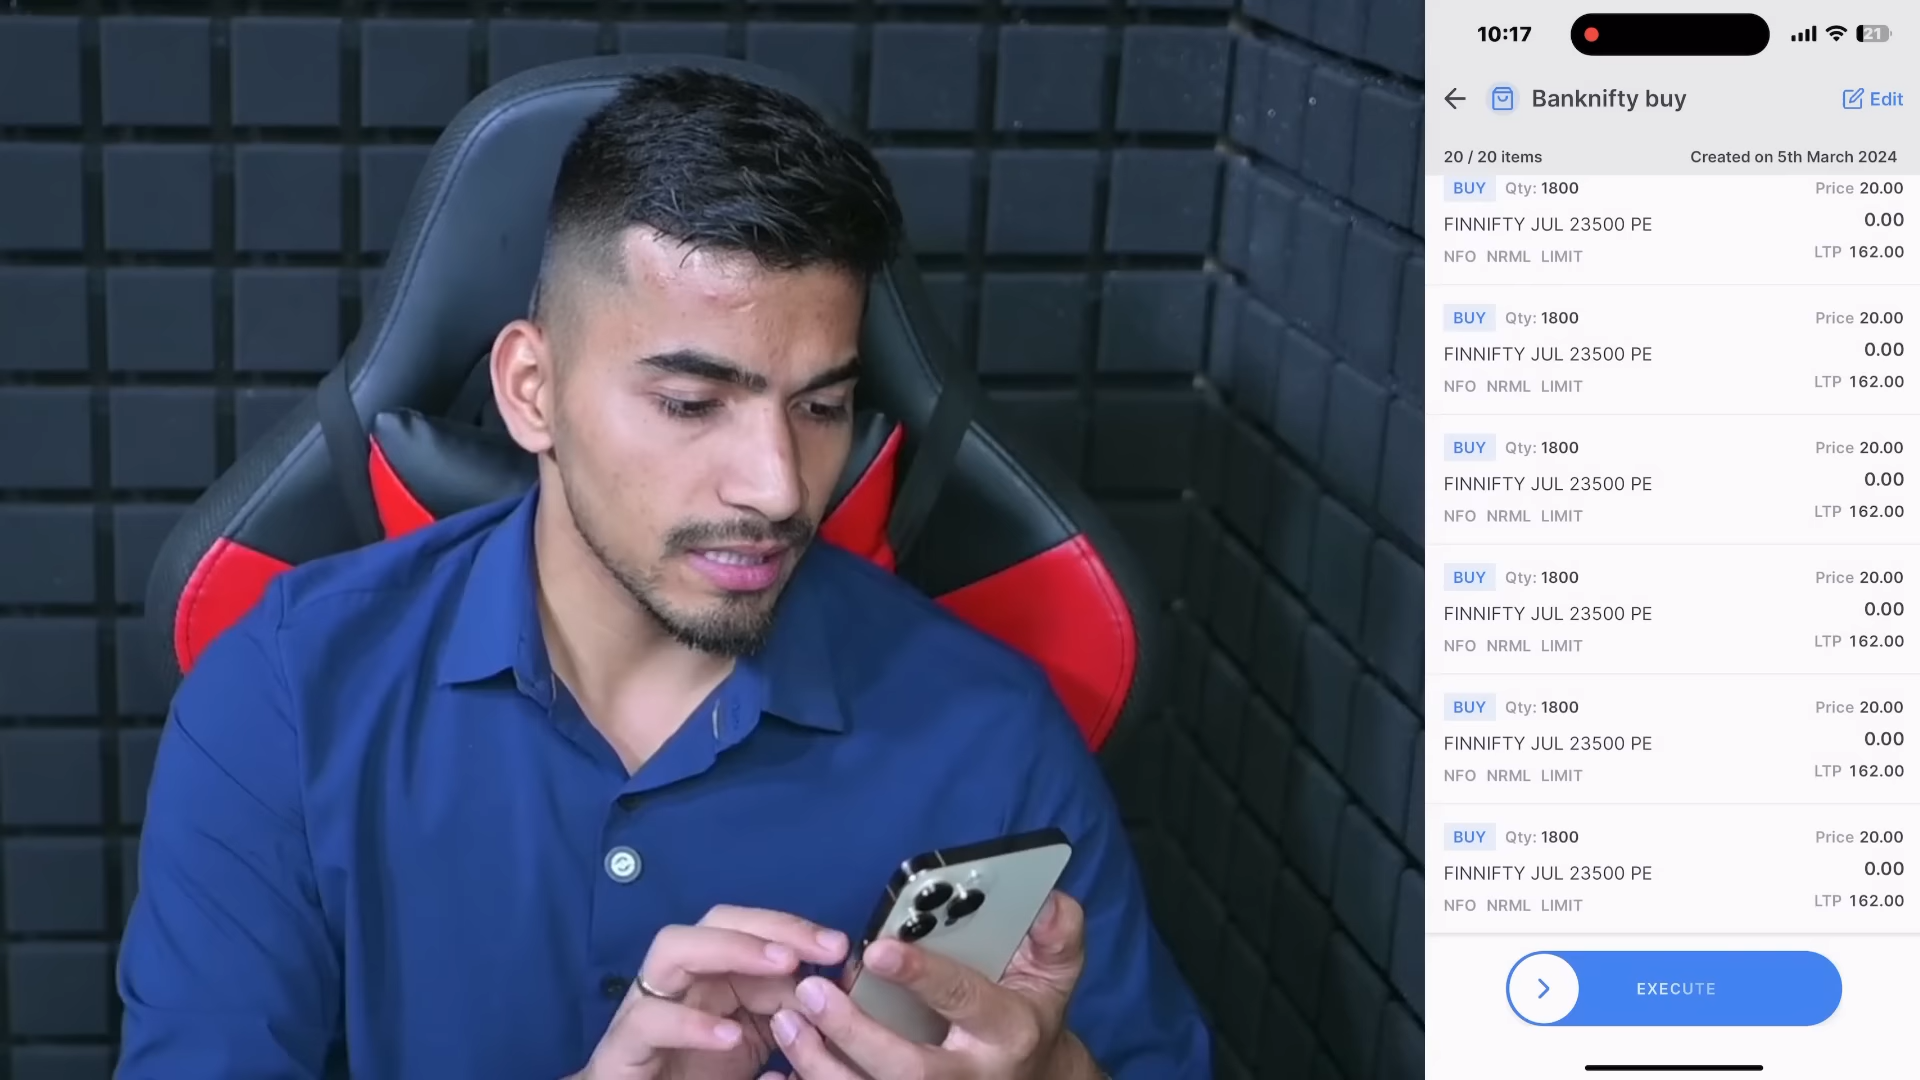 10:17
21
Banknifty buy
Edit
20 / 20 items
Created on 5th March 2024
BUY Qty: 1800 Price 20.00
FINNIFTY JUL 23500 PE 0.00
NFO NRML LIMIT LTP 162.00
BUY Qty: 1800 Price 20.00
FINNIFTY JUL 23500 PE 0.00
NFO NRML LIMIT LTP 162.00
BUY Qty: 1800 Price 20.00
FINNIFTY JUL 23500 PE 0.00
NFO NRML LIMIT LTP 162.00
BUY Qty: 1800 Price 20.00
FINNIFTY JUL 23500 PE 0.00
NFO NRML LIMIT LTP 162.00
BUY Qty: 1800 Price 20.00
FINNIFTY JUL 23500 PE 0.00
NFO NRML LIMIT LTP 162.00
BUY Qty: 1800 Price 20.00
FINNIFTY JUL 23500 PE 0.00
NFO NRML LIMIT LTP 162.00
EXECUTE